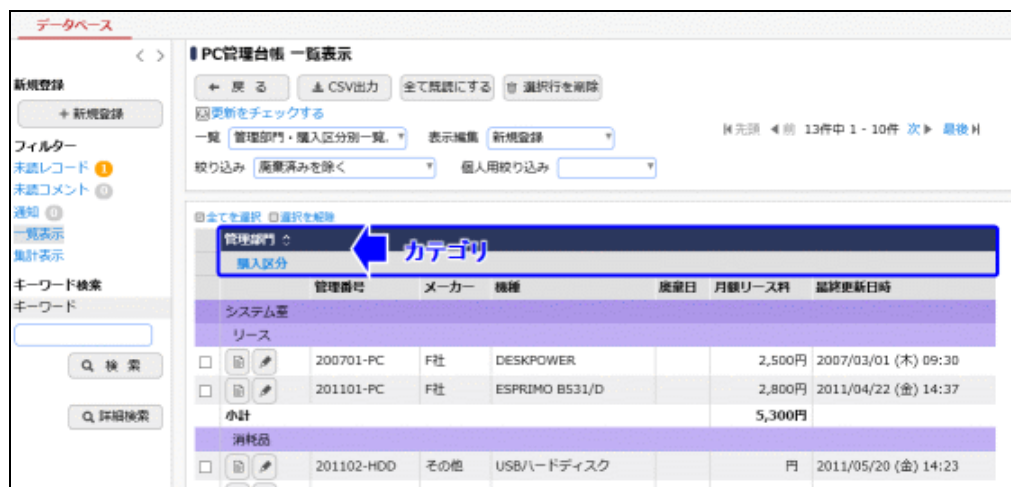 データベース
< >
新規登録
+ 新規登録
フィルター
未読レコード 1
未読コメント 0
通知 0
一覧表示
集計表示
キーワード検索
キーワード
検 索
詳細検索
PC管理台帳 一覧表示
戻 る CSV出力 全て既読にする 選択行を削除
更新をチェックする
一覧 管理部門・購入区分別一覧. 表示編集 新規登録
先頭 前 13件中 1 - 10件 次 最後
絞り込み 廃棄済みを除く 個人用絞り込み
全てを選択 選択を解除
管理部門
購入区分
カテゴリ
管理番号 メーカー 機種 廃棄日 月額リース料 最終更新日時
システム室
リース
200701-PC F社 DESKPOWER 2,500円 2007/03/01 (木) 09:30
201101-PC F社 ESPRIMO B531/D 2,800円 2011/04/22 (金) 14:37
小計 5,300円
消耗品
201102-HDD その他 USBハードディスク 円 2011/05/20 (金) 14:23